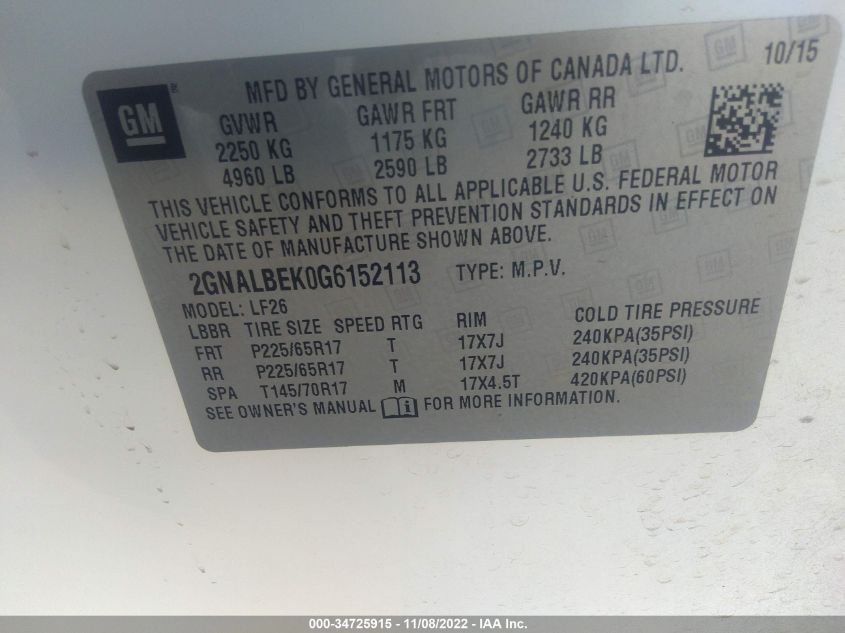 MFD BY GENERAL MOTORS OF CANADA LTD. 10/15
GM
TM
GVWR GAWR FRT GAWR RR
2250 KG 1175 KG 1240 KG
4960 LB 2590 LB 2733 LB
THIS VEHICLE CONFORMS TO ALL APPLICABLE U.S. FEDERAL MOTOR
VEHICLE SAFETY AND THEFT PREVENTION STANDARDS IN EFFECT ON
THE DATE OF MANUFACTURE SHOWN ABOVE.
2GNALBEK0G6152113 TYPE: M.P.V.
MODEL: LF26
LBBR TIRE SIZE SPEED RTG RIM COLD TIRE PRESSURE
FRT P225/65R17 T 17X7J 240KPA(35PSI)
RR P225/65R17 T 17X7J 240KPA(35PSI)
SPA T145/70R17 M 17X4.5T 420KPA(60PSI)
SEE OWNER'S MANUAL i FOR MORE INFORMATION.
000-34725915 - 11/08/2022 - IAA Inc.